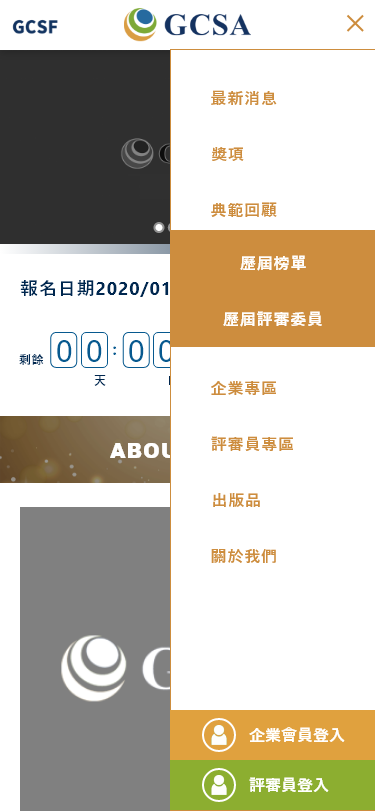 GCSF
GCSA
最新消息
獎項
典範回顧
歷屆榜單
歷屆評審委員
企業專區
評審員專區
出版品
關於我們
企業會員登入
評審員登入
報名日期2020/01
剩餘 00:0
天
ABOU